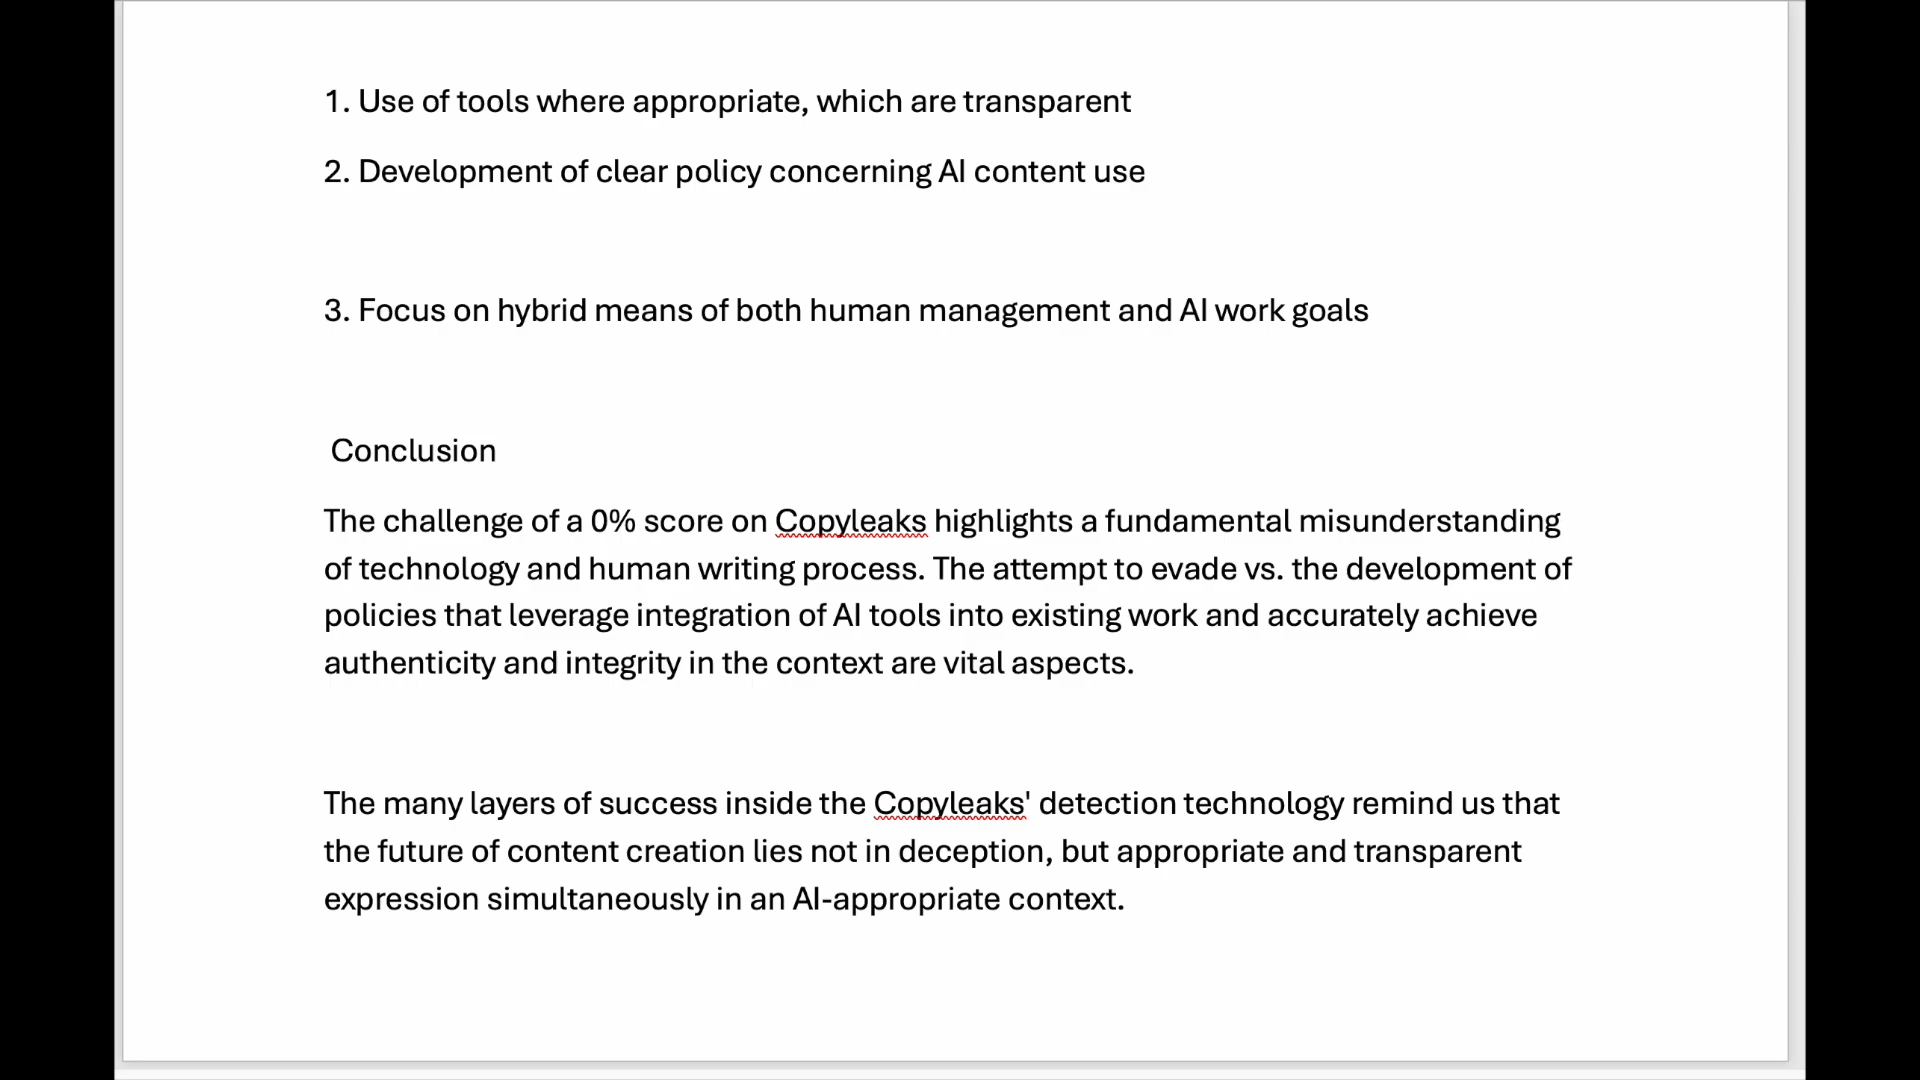 1. Use of tools where appropriate, which are transparent
2. Development of clear policy concerning AI content use
3. Focus on hybrid means of both human management and AI work goals
Conclusion
The challenge of a 0% score on Copyleaks highlights a fundamental misunderstanding
of technology and human writing process. The attempt to evade vs. the development of
policies that leverage integration of AI tools into existing work and accurately achieve
authenticity and integrity in the context are vital aspects.
The many layers of success inside the Copyleaks' detection technology remind us that
the future of content creation lies not in deception, but appropriate and transparent
expression simultaneously in an AI-appropriate context.